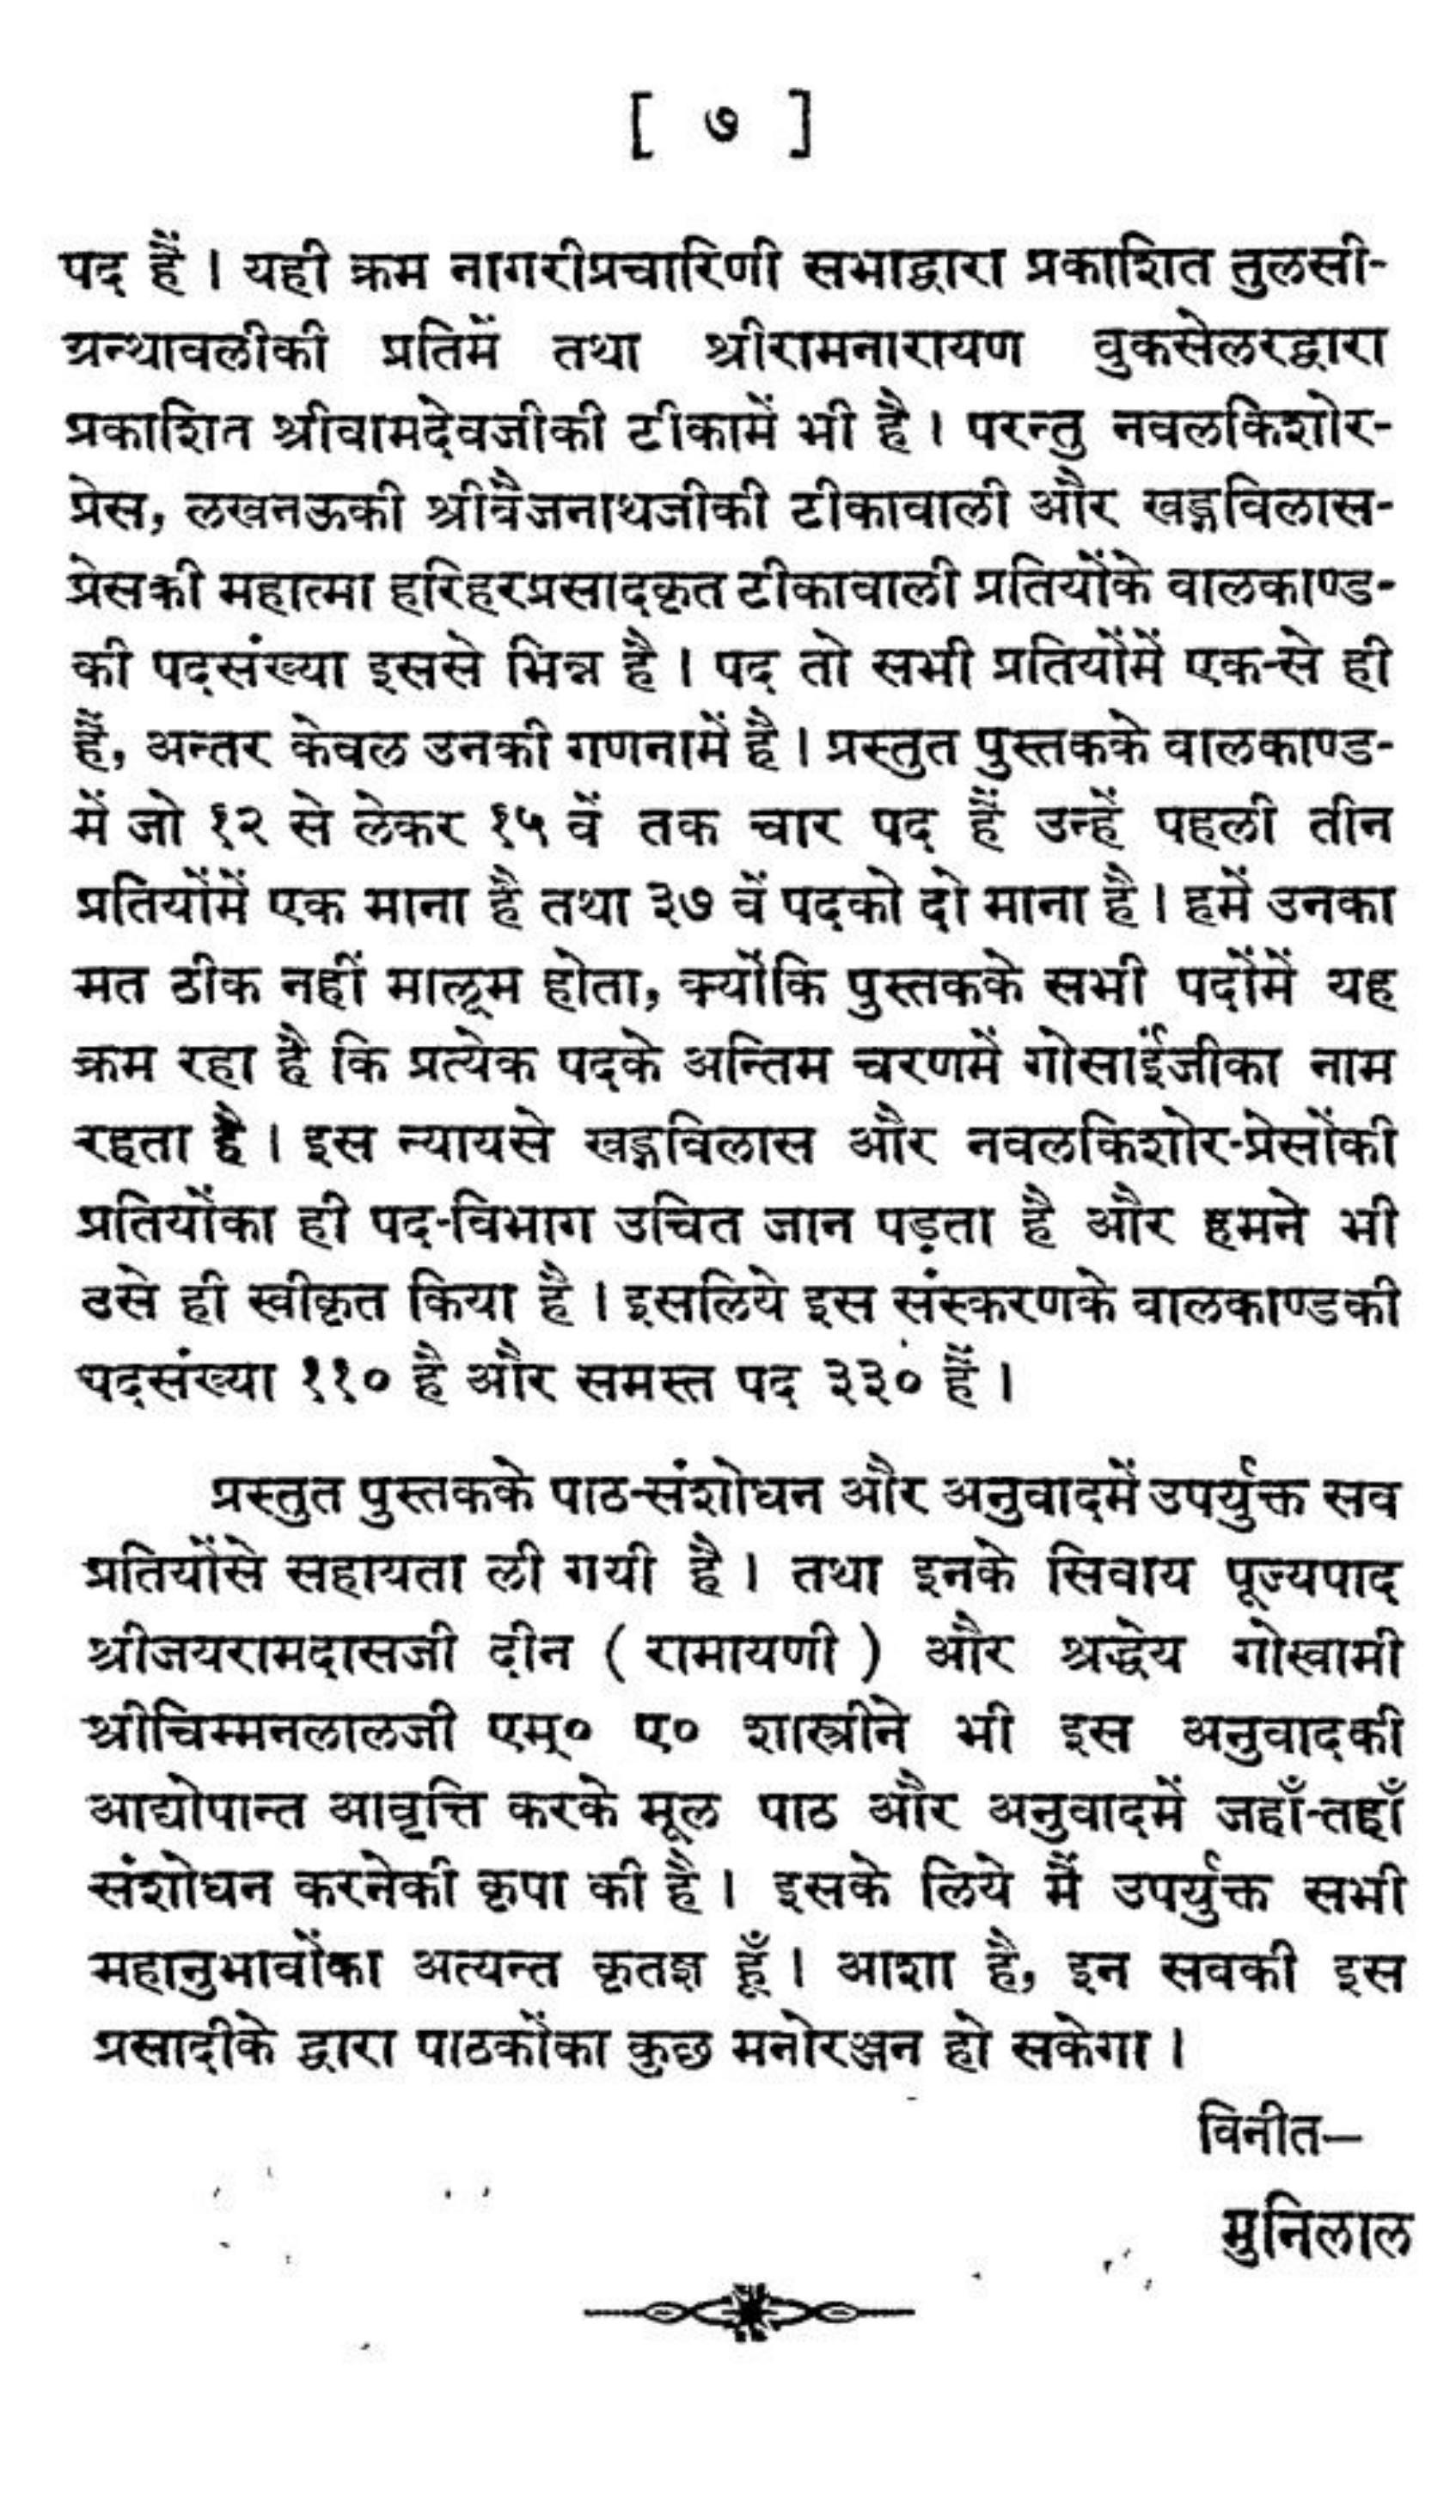 [ ७ ]
पद हैं । यही क्रम नागरीप्रचारिणी सभाद्वारा प्रकाशित तुलसी-
ग्रन्थावलीकी प्रतिमें तथा श्रीरामनारायण वुकसेलरद्वारा
प्रकाशित श्रीवामदेवजीकी टीकामें भी है । परन्तु नवलकिशोर-
प्रेस, लखनऊकी श्रीवैजनाथजीकी टीकावाली और खड्गविलास-
प्रेसकी महात्मा हरिहरप्रसादकृत टीकावाली प्रतियोंके वालकाण्ड-
की पदसंख्या इससे भिन्न है । पद तो सभी प्रतियोंमें एक-से ही
हैं, अन्तर केवल उनकी गणनामें है । प्रस्तुत पुस्तकके वालकाण्ड-
में जो १२ से लेकर १५ वें तक चार पद हैं उन्हें पहली तीन
प्रतियोंमें एक माना है तथा ३७ वें पदको दो माना है । हमें उनका
मत ठीक नहीं मालूम होता, क्योंकि पुस्तकके सभी पदोंमें यह
क्रम रहा है कि प्रत्येक पदके अन्तिम चरणमें गोसाईंजीका नाम
रहता है । इस न्यायसे खड्गविलास और नवलकिशोर-प्रेसोंकी
प्रतियोंका ही पद-विभाग उचित जान पड़ता है और हमने भी
उसे ही स्वीकृत किया है । इसलिये इस संस्करणके वालकाण्डकी
पदसंख्या ११० है और समस्त पद ३३० हैं ।
प्रस्तुत पुस्तकके पाठ-संशोधन और अनुवादमें उपर्युक्त सव
प्रतियोंसे सहायता ली गयी है । तथा इनके सिवाय पूज्यपाद
श्रीजयरामदासजी दीन ( रामायणी ) और श्रद्धेय गोस्वामी
श्रीचिम्मनलालजी एम्० ए० शास्त्रीने भी इस अनुवादकी
आद्योपान्त आवृत्ति करके मूल पाठ और अनुवादमें जहाँ-तहाँ
संशोधन करनेकी कृपा की है । इसके लिये मैं उपर्युक्त सभी
महानुभावोंका अत्यन्त कृतज्ञ हूँ । आशा है, इन सवकी इस
प्रसादीके द्वारा पाठकोंका कुछ मनोरञ्जन हो सकेगा ।
विनीत—
मुनिलाल